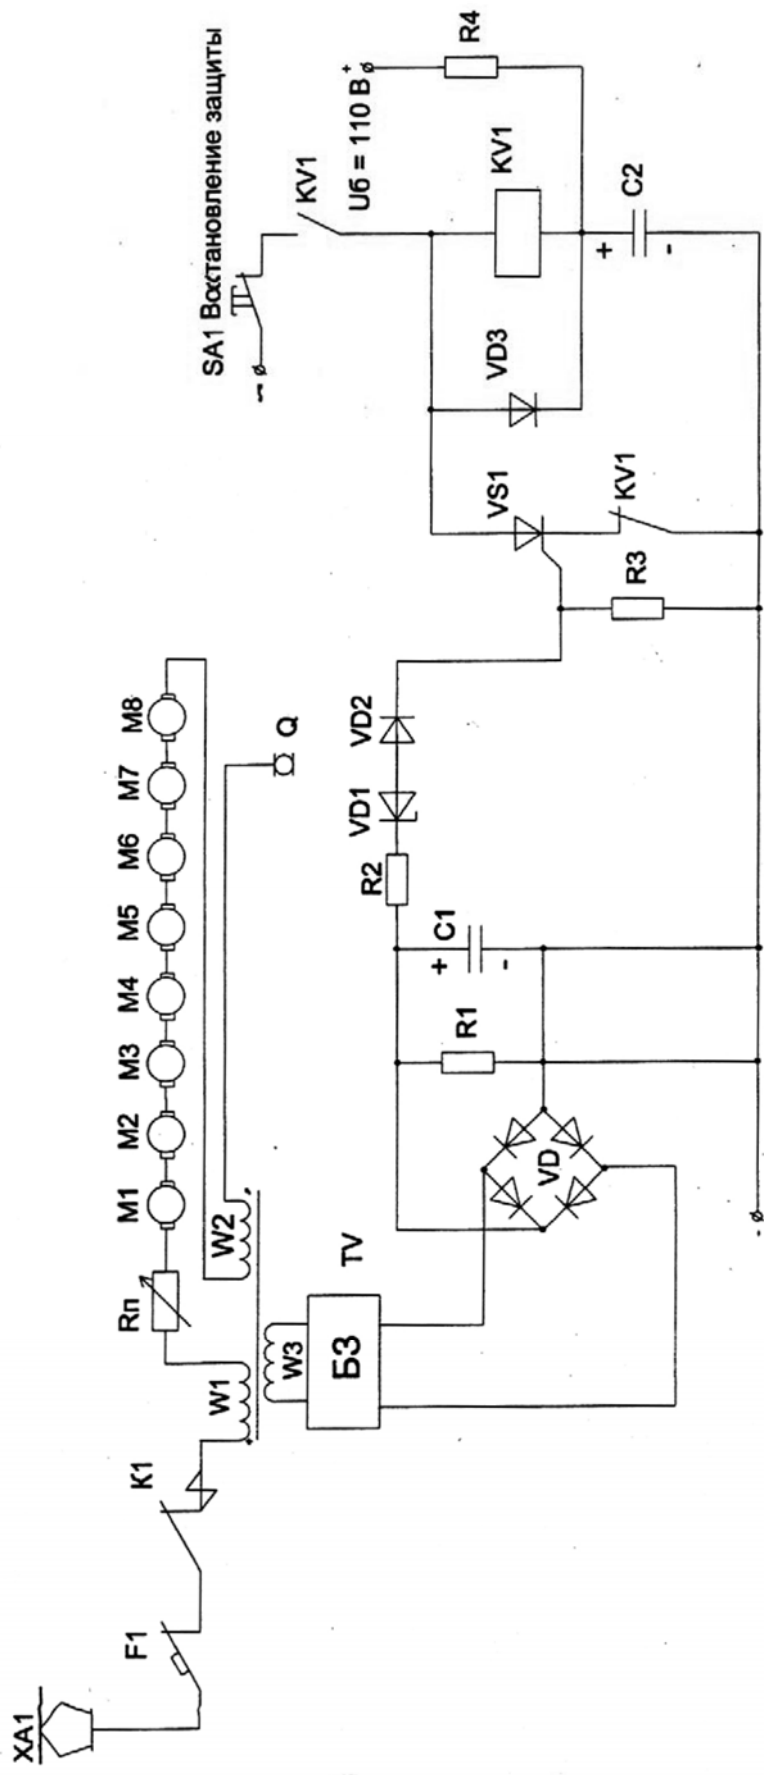 XA1
F1
K1
Rп
M1 M2 M3 M4 M5 M6 M7 M8
SA1 Восстановление защиты
~
W1
W2
W3
Q
KV1
БЗ
TV
Uб = 110 В +
R2
VD1
VD2
R4
C1
+
-
R1
VD
VS1
VD3
KV1
R3
KV1
C2
+
-
-